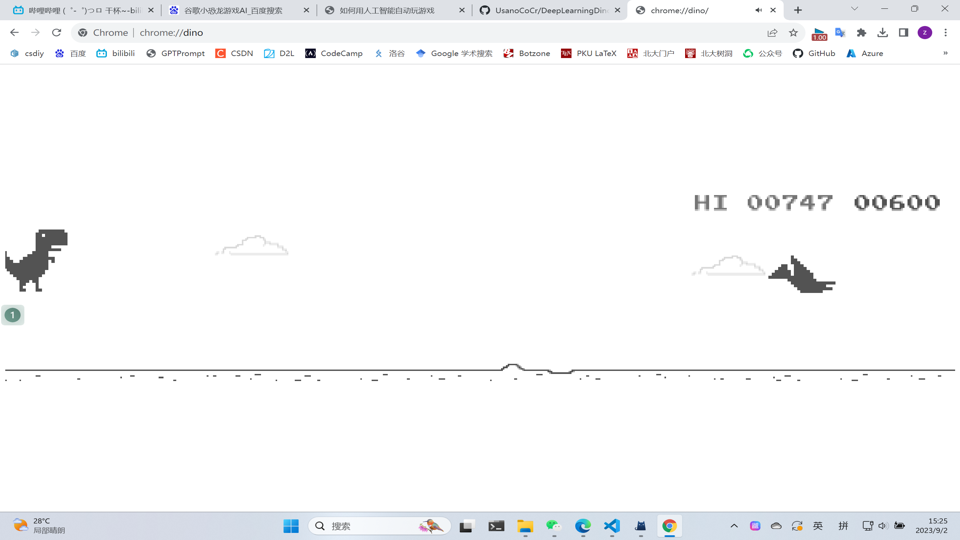 哔哩哔哩 (゜-゜)つロ 干杯~-bili
谷歌小恐龙游戏AI_百度搜索
如何用人工智能自动玩游戏
UsanoCoCr/DeepLearningDin
chrome://dino/
Chrome | chrome://dino
1.00
z
csdiy
百度
bilibili
GPTPrompt
CSDN
D2L
CodeCamp
洛谷
Google 学术搜索
Botzone
PKU LaTeX
北大门户
北大树洞
公众号
GitHub
Azure
»
HI 00747 00600
1
28°C
局部晴朗
搜索
英
拼
15:25
2023/9/2